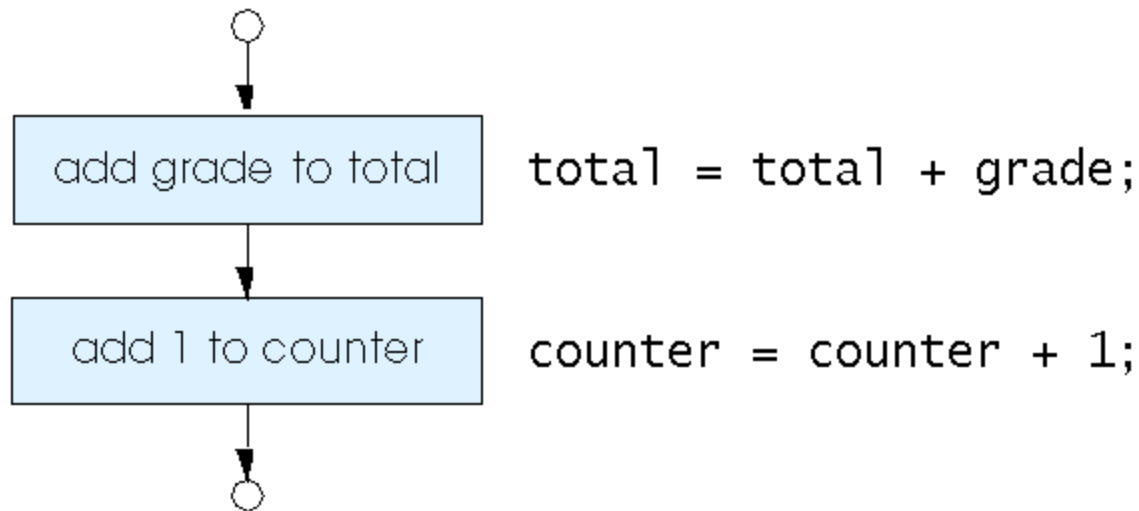 add grade to total
total = total + grade;
add 1 to counter
counter = counter + 1;